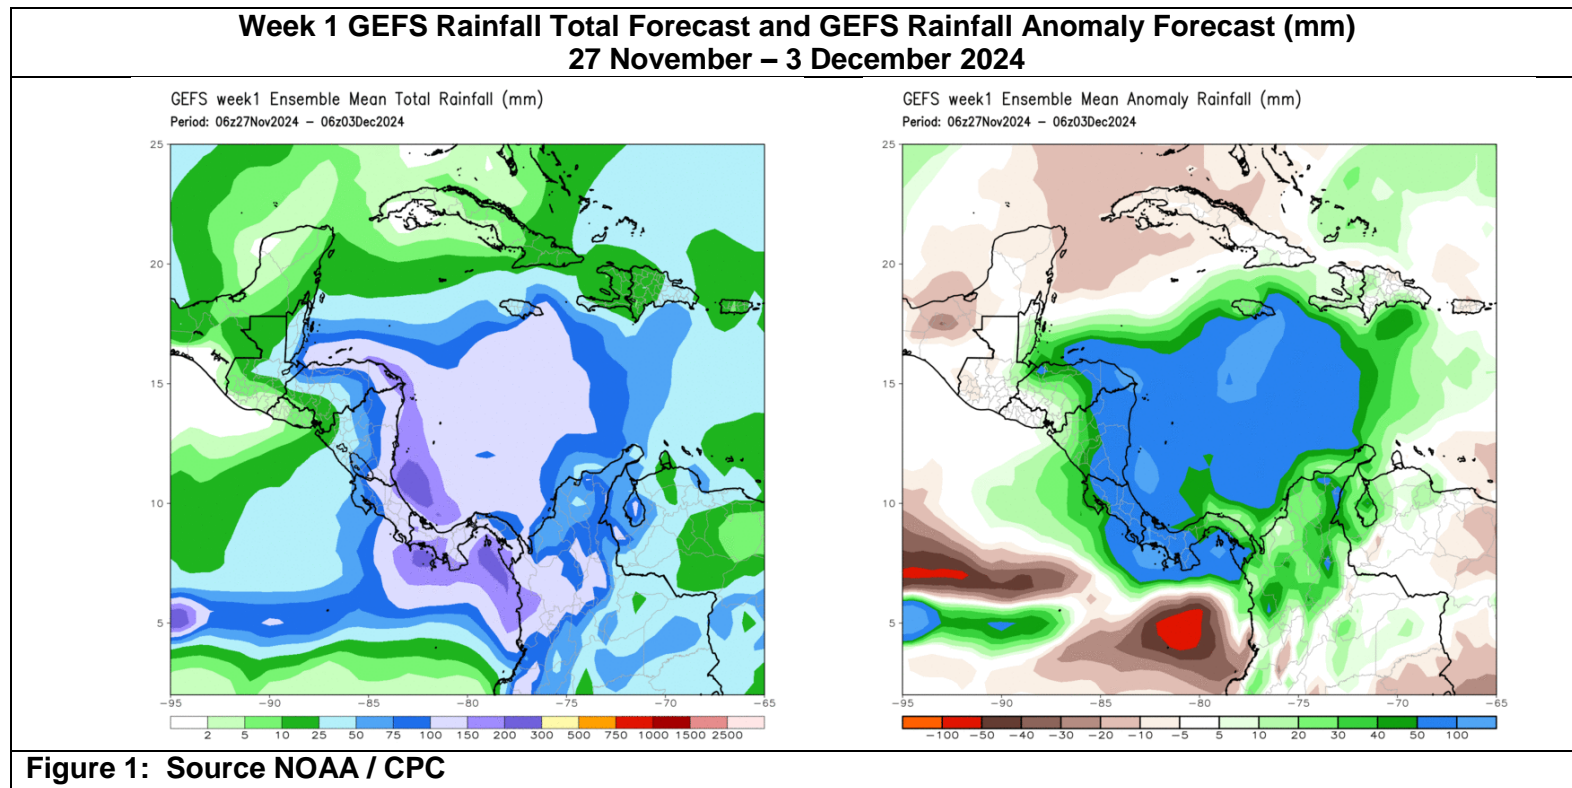 Week 1 GEFS Rainfall Total Forecast and GEFS Rainfall Anomaly Forecast (mm)
27 November – 3 December 2024
GEFS week1 Ensemble Mean Total Rainfall (mm)
Period: 06z27Nov2024 – 06z03Dec2024
25
20
15
10
5
−95 −90 −85 −80 −75 −70 −65
2 5 10 25 50 75 100 150 200 300 500 750 1000 1500 2500
GEFS week1 Ensemble Mean Anomaly Rainfall (mm)
Period: 06z27Nov2024 – 06z03Dec2024
25
20
15
10
5
−95 −90 −85 −80 −75 −70 −65
−100 −50 −40 −30 −20 −10 −5 5 10 20 30 40 50 100
Figure 1: Source NOAA / CPC